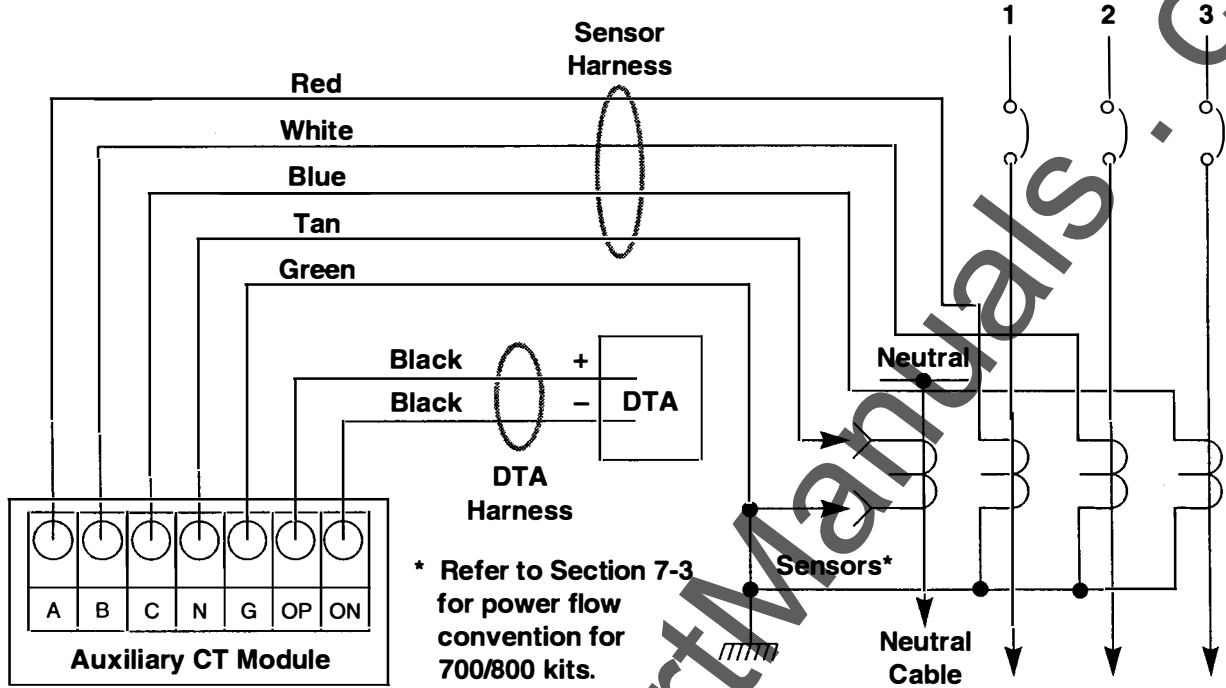 1 2 3
Sensor
Harness
Red
White
Blue
Tan
Green
Black +
Black –
DTA
Neutral
DTA
Harness
Sensors*
* Refer to Section 7-3
for power flow
convention for
700/800 kits.
Neutral
Cable
A B C N G OP ON
Auxiliary CT Module
rtManuals .